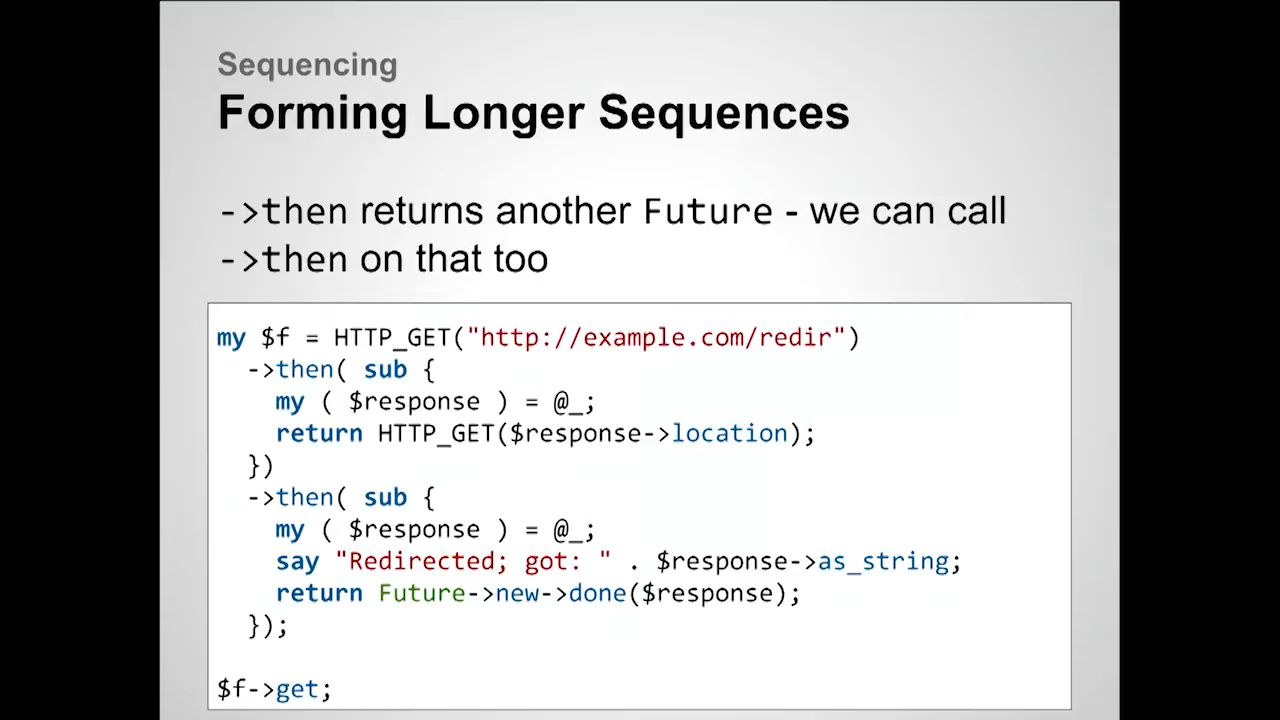 Sequencing
Forming Longer Sequences
->then returns another Future - we can call
->then on that too
my $f = HTTP_GET("http://example.com/redir")
  ->then( sub {
    my ( $response ) = @_;
    return HTTP_GET($response->location);
  })
  ->then( sub {
    my ( $response ) = @_;
    say "Redirected; got: " . $response->as_string;
    return Future->new->done($response);
  });
$f->get;